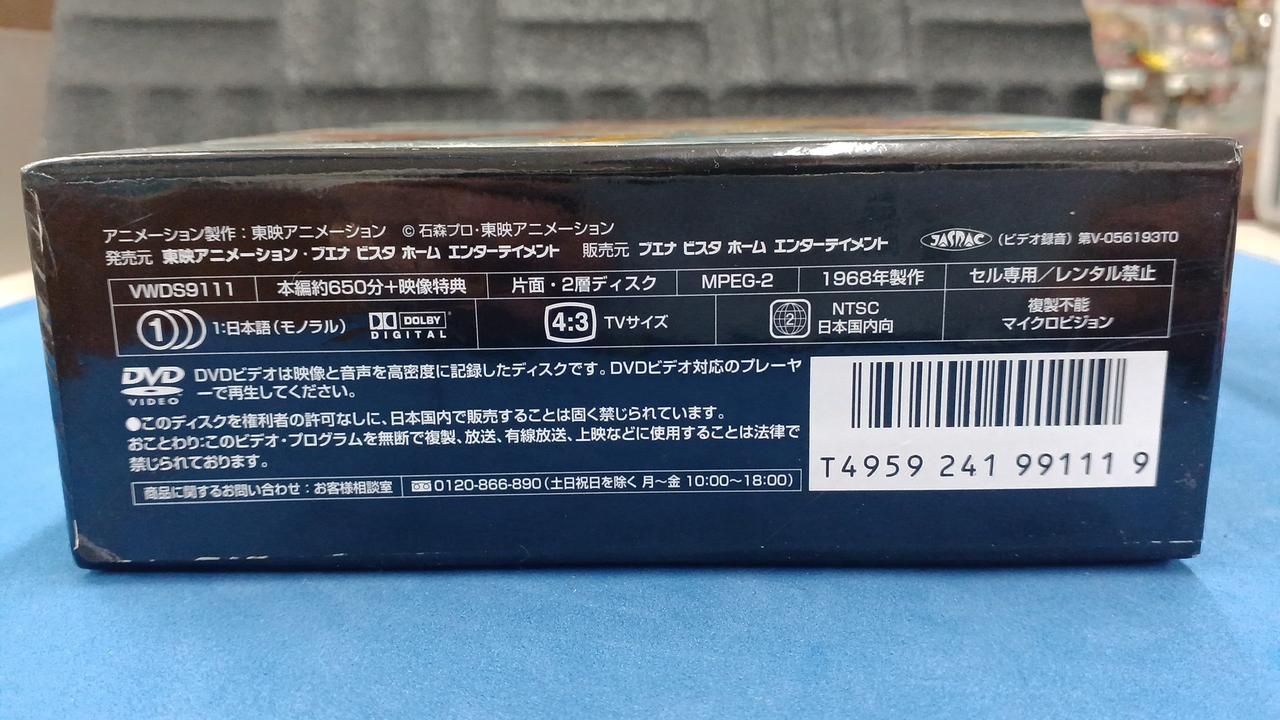 アニメーション製作：東映アニメーション ©石森プロ・東映アニメーション
発売元 東映アニメーション・ブエナ ビスタ ホーム エンターテイメント 販売元 ブエナ ビスタ ホーム エンターテイメント JASRAC（ビデオ録音）第V-056193T0
VWDS9111 本編約650分+映像特典 片面・2層ディスク MPEG-2 1968年製作 セル専用／レンタル禁止
1 1:日本語（モノラル） DOLBY DIGITAL 4:3 TVサイズ 2 NTSC 日本国内向 複製不能 マイクロビジョン
DVD VIDEO
DVDビデオは映像と音声を高密度に記録したディスクです。DVDビデオ対応のプレーヤ
ーで再生してください。
●このディスクを権利者の許可なしに、日本国内で販売することは固く禁じられています。
おことわり:このビデオ・プログラムを無断で複製、放送、有線放送、上映などに使用することは法律で
禁じられております。
商品に関するお問い合わせ：お客様相談室 0120-866-890（土日祝日を除く 月〜金 10:00〜18:00）
T4959 241 99111 9